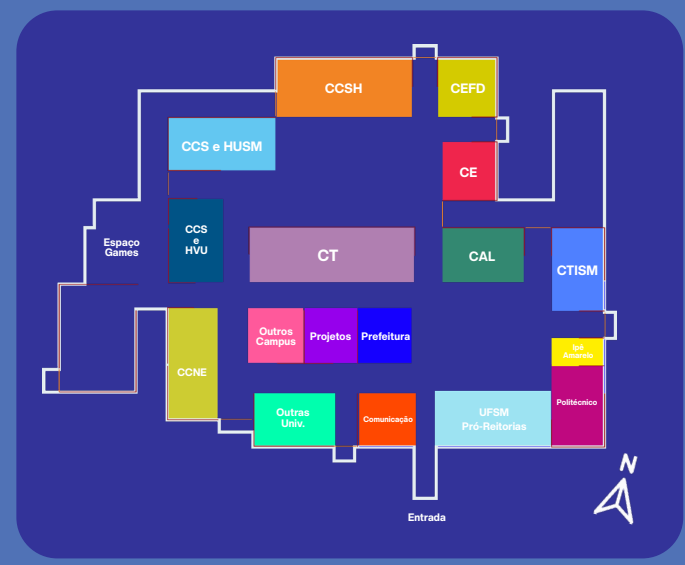 CCSH
CEFD
CCS e HUSM
CE
CCS
e
HVU
Espaço
Games
CT
CAL
CTISM
Outros
Campus
Projetos
Prefeitura
Ipê
Amarelo
CCNE
Politécnico
Outras
Univ.
Comunicação
UFSM
Pró-Reitorias
N
Entrada